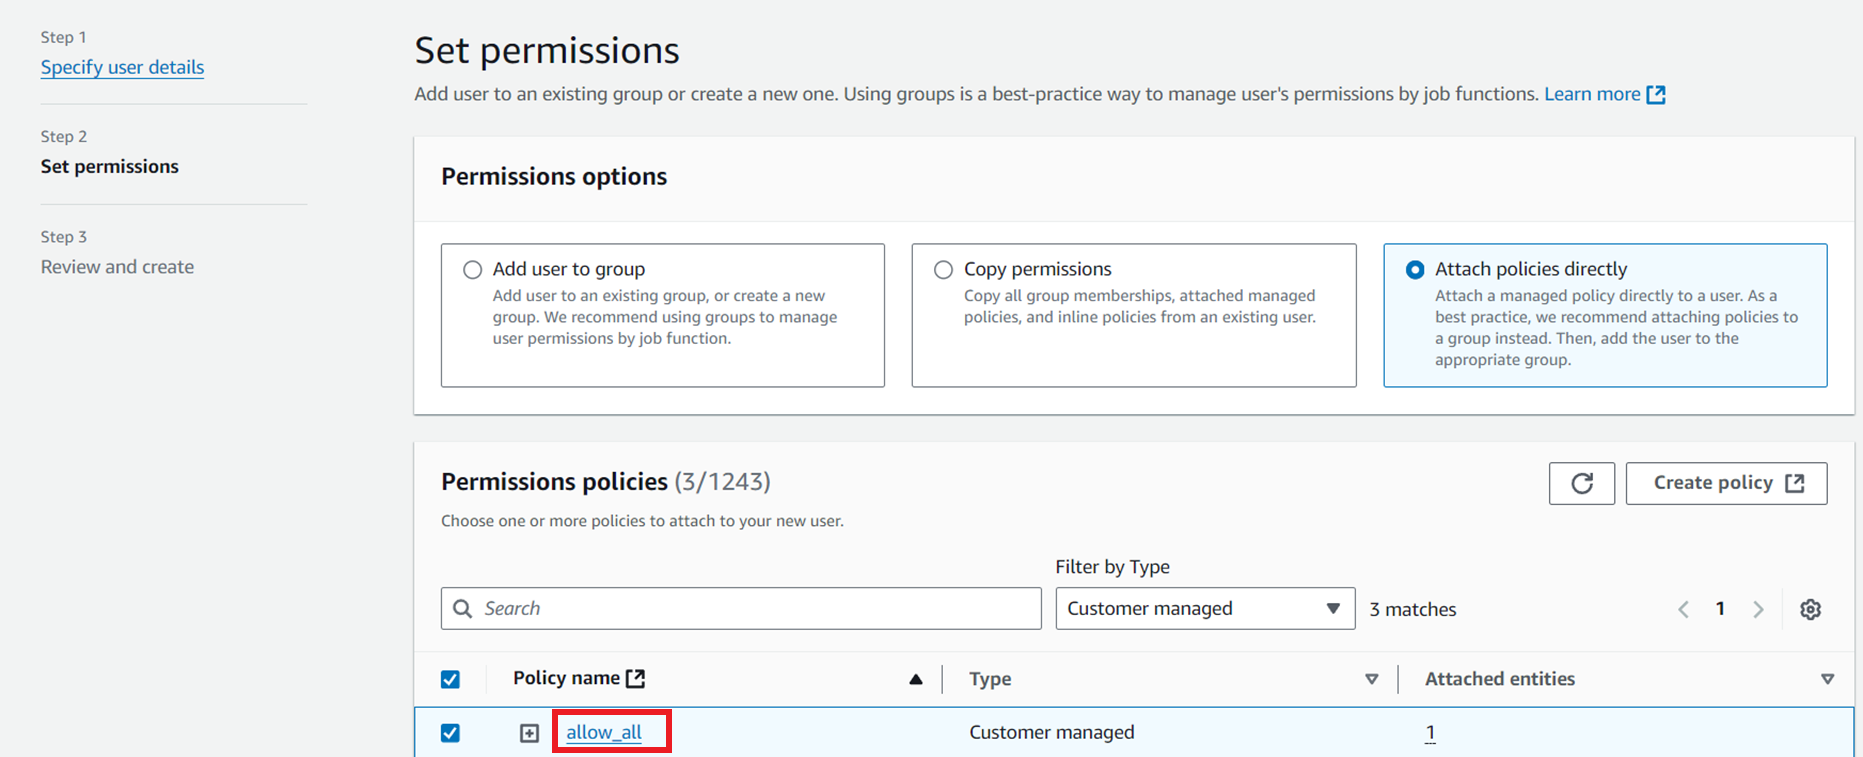 Step 1
Specify user details
Step 2
Set permissions
Step 3
Review and create
Set permissions
Add user to an existing group or create a new one. Using groups is a best-practice way to manage user's permissions by job functions. Learn more
Permissions options
Add user to group
Add user to an existing group, or create a new
group. We recommend using groups to manage
user permissions by job function.
Copy permissions
Copy all group memberships, attached managed
policies, and inline policies from an existing user.
Attach policies directly
Attach a managed policy directly to a user. As a
best practice, we recommend attaching policies to
a group instead. Then, add the user to the
appropriate group.
Permissions policies (3/1243)
Create policy
Choose one or more policies to attach to your new user.
Filter by Type
Search
Customer managed
3 matches
1
Policy name
Type
Attached entities
allow_all
Customer managed
1